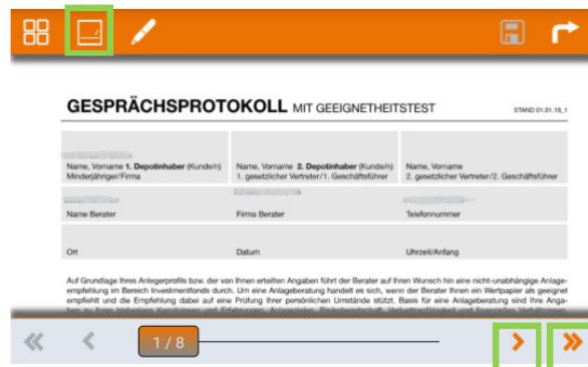 GESPRÄCHSPROTOKOLL MIT GEEIGNETHEITSTEST STAND 01.01.18_1
Name, Vorname 1. Depotinhaber (Kunde/n)
Minderjähriger/Firma
Name, Vorname 2. Depotinhaber (Kunde/n)
1. gesetzlicher Vertreter/1. Geschäftsführer
Name, Vorname
2. gesetzlicher Vertreter/2. Geschäftsführer
Name Berater Firma Berater Telefonnummer
Ort Datum Uhrzeit/Anfang
Auf Grundlage Ihres Anlegerprofils bzw. der von Ihnen erteilten Angaben führt der Berater auf Ihren Wunsch hin eine nicht-unabhängige Anlage-
empfehlung im Bereich Investmentfonds durch. Um eine Anlageberatung handelt es sich, wenn der Berater Ihnen ein Wertpapier als geeignet
empfiehlt und die Empfehlung dabei auf eine Prüfung Ihrer persönlichen Umstände stützt. Basis für eine Anlageberatung sind Ihre Anga-
1 / 8